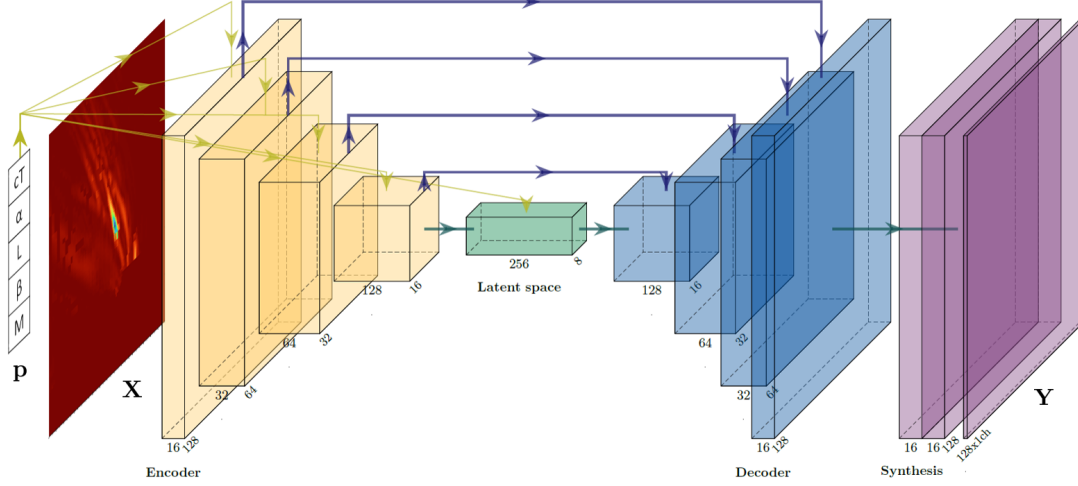 cT
α
L
β
M
p
X
16 128
32 64
64 32
128 16
Encoder
256 8
Latent space
128 16
64 32
32 64
16 128
Decoder
16 16 128
128x1ch
Synthesis
Y